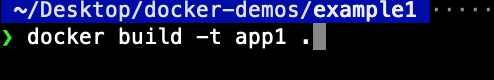 ~/Desktop/docker-demos/example1 ·····
❯ docker build -t app1 .